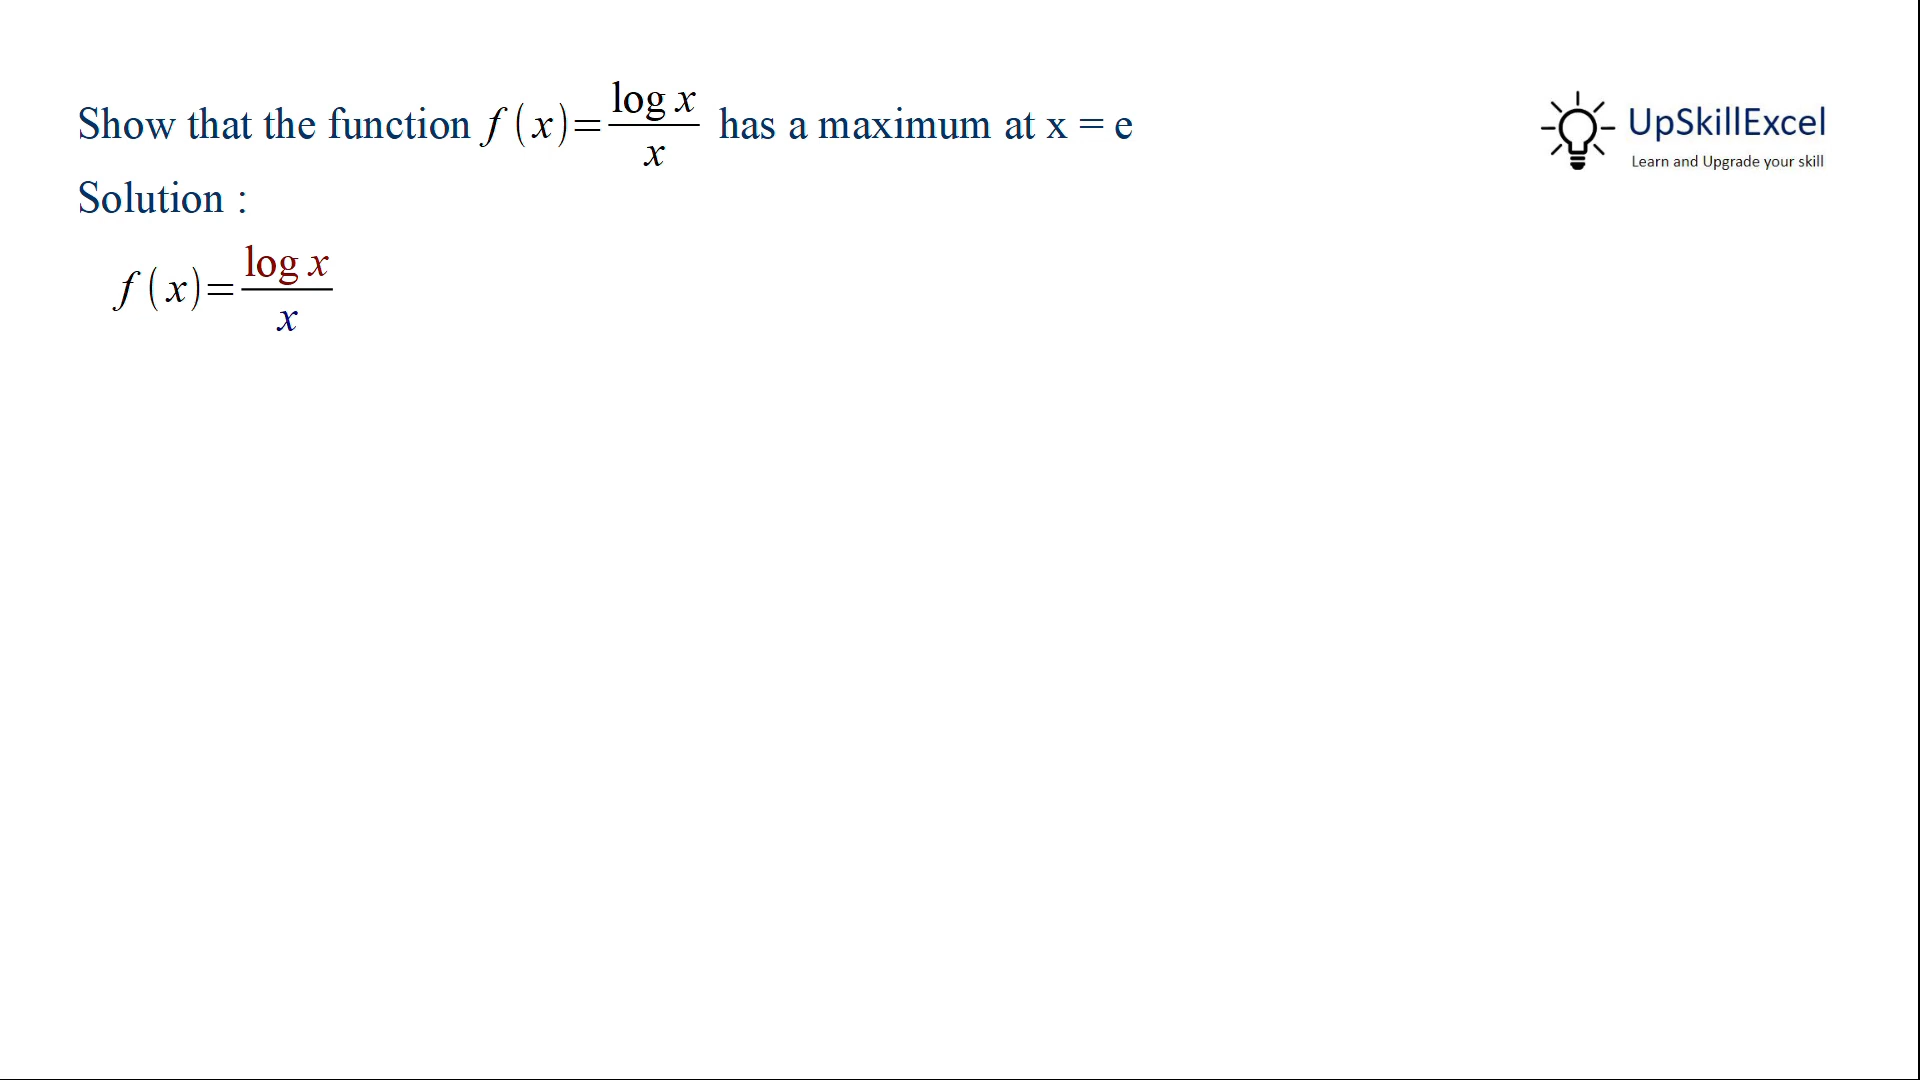 Show that the function f(x)=log x/x has a maximum at x = e
UpSkillExcel
Learn and Upgrade your skill
Solution :
f(x)=log x/x